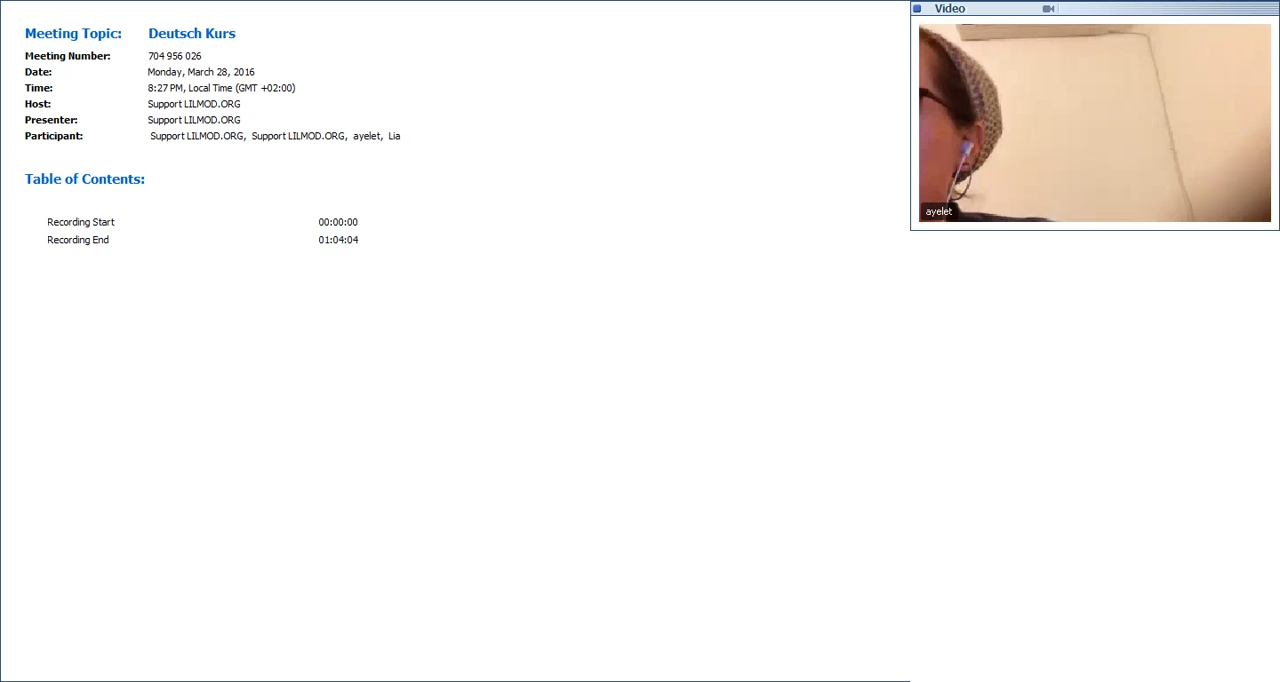 Meeting Topic: Deutsch Kurs
Meeting Number: 704 956 026
Date: Monday, March 28, 2016
Time: 8:27 PM, Local Time (GMT +02:00)
Host: Support LILMOD.ORG
Presenter: Support LILMOD.ORG
Participant: Support LILMOD.ORG, Support LILMOD.ORG, ayelet, Lia
Table of Contents:
Recording Start 00:00:00
Recording End 01:04:04
Video
ayelet